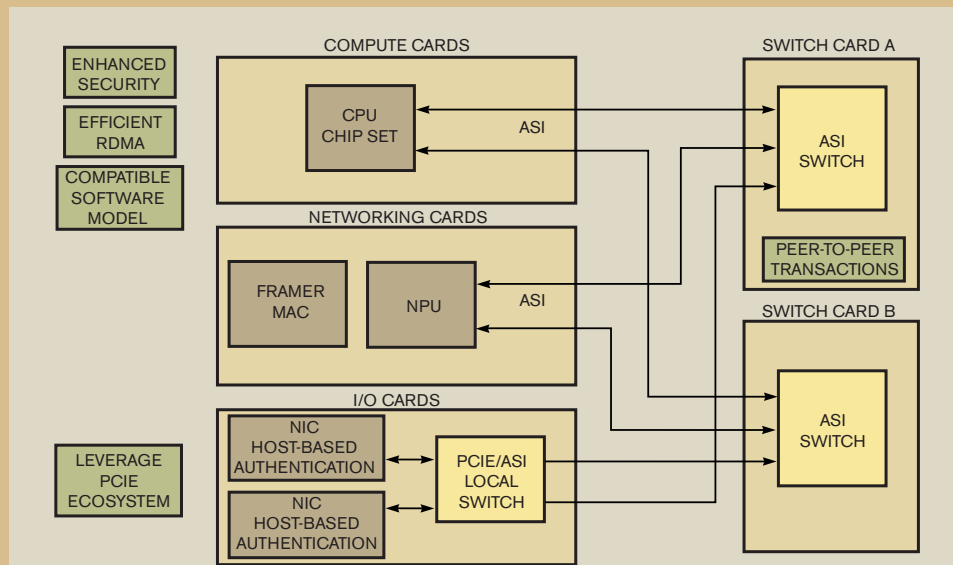 ENHANCED
SECURITY
EFFICIENT
RDMA
COMPATIBLE
SOFTWARE
MODEL
LEVERAGE
PCIE
ECOSYSTEM
COMPUTE CARDS
CPU
CHIP SET
ASI
NETWORKING CARDS
FRAMER
MAC
NPU
ASI
I/O CARDS
NIC
HOST-BASED
AUTHENTICATION
NIC
HOST-BASED
AUTHENTICATION
PCIE/ASI
LOCAL
SWITCH
SWITCH CARD A
ASI
SWITCH
PEER-TO-PEER
TRANSACTIONS
SWITCH CARD B
ASI
SWITCH